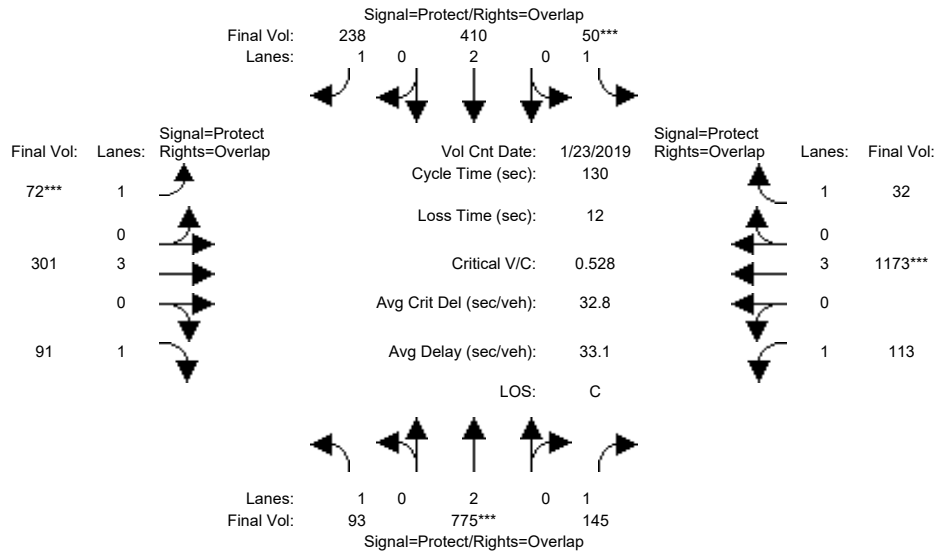 Signal=Protect/Rights=Overlap
Final Vol: 238 410 50***
Lanes: 1 0 2 0 1
Signal=Protect Signal=Protect
Final Vol: Lanes: Rights=Overlap Vol Cnt Date: 1/23/2019 Rights=Overlap Lanes: Final Vol:
Cycle Time (sec): 130
72*** 1 1 32
Loss Time (sec): 12
0 0
301 3 Critical V/C: 0.528 3 1173***
0 Avg Crit Del (sec/veh): 32.8 0
91 1 Avg Delay (sec/veh): 33.1 1 113
LOS: C
Lanes: 1 0 2 0 1
Final Vol: 93 775*** 145
Signal=Protect/Rights=Overlap